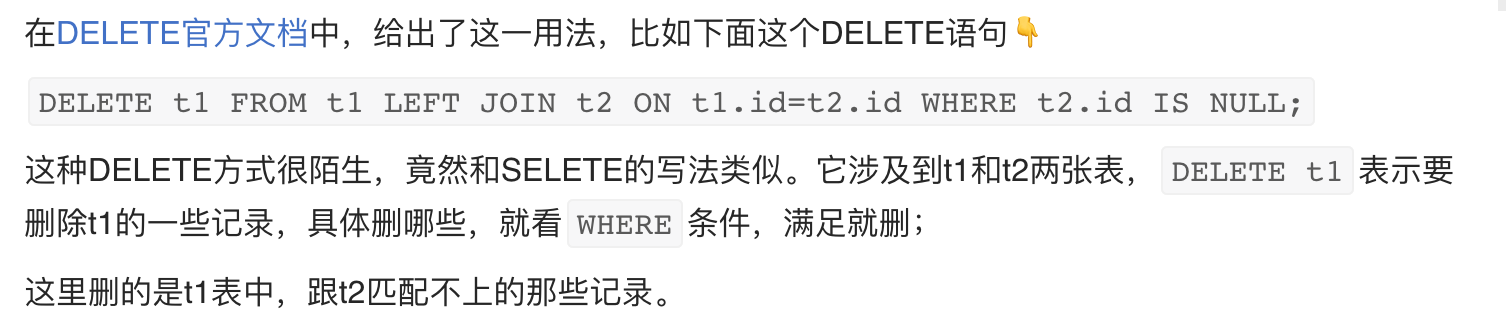 在DELETE官方文档中，给出了这一用法，比如下面这个DELETE语句👇
DELETE t1 FROM t1 LEFT JOIN t2 ON t1.id=t2.id WHERE t2.id IS NULL;
这种DELETE方式很陌生，竟然和SELETE的写法类似。它涉及到t1和t2两张表，DELETE t1表示要
删除t1的一些记录，具体删哪些，就看WHERE条件，满足就删；
这里删的是t1表中，跟t2匹配不上的那些记录。